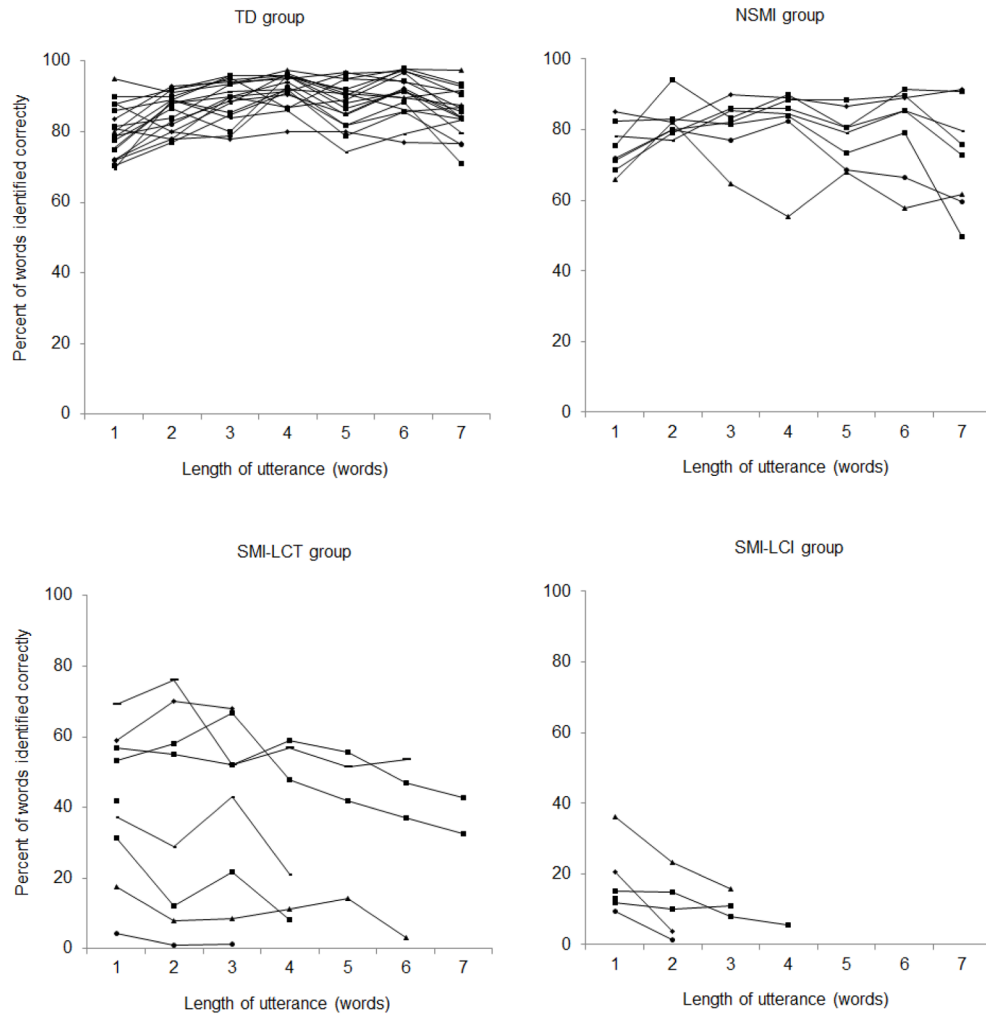 TD group
Percent of words identified correctly
100
80
60
40
20
0
1 2 3 4 5 6 7
Length of utterance (words)
NSMI group
100
80
60
40
20
0
1 2 3 4 5 6 7
Length of utterance (words)
SMI-LCT group
Percent of words identified correctly
100
80
60
40
20
0
1 2 3 4 5 6 7
Length of utterance (words)
SMI-LCI group
100
80
60
40
20
0
1 2 3 4 5 6 7
Length of utterance (words)